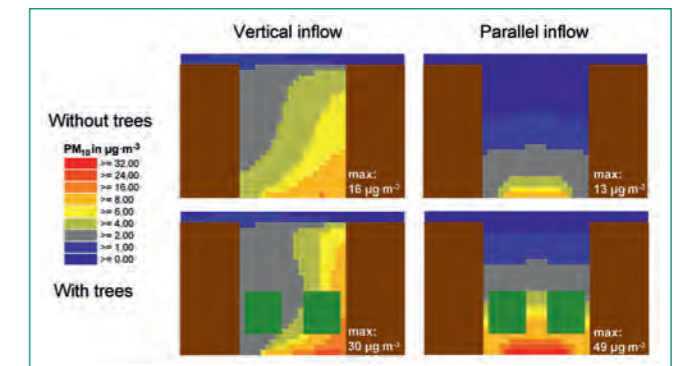 Vertical inflow
Parallel inflow
Without trees
PM₁₀ in µg·m⁻³
>= 32,00
>= 24,00
>= 16,00
>= 8,00
>= 6,00
>= 4,00
>= 2,00
>= 1,00
>= 0,00
With trees
max:
16 µg m⁻³
max:
13 µg m⁻³
max:
30 µg m⁻³
max:
49 µg m⁻³